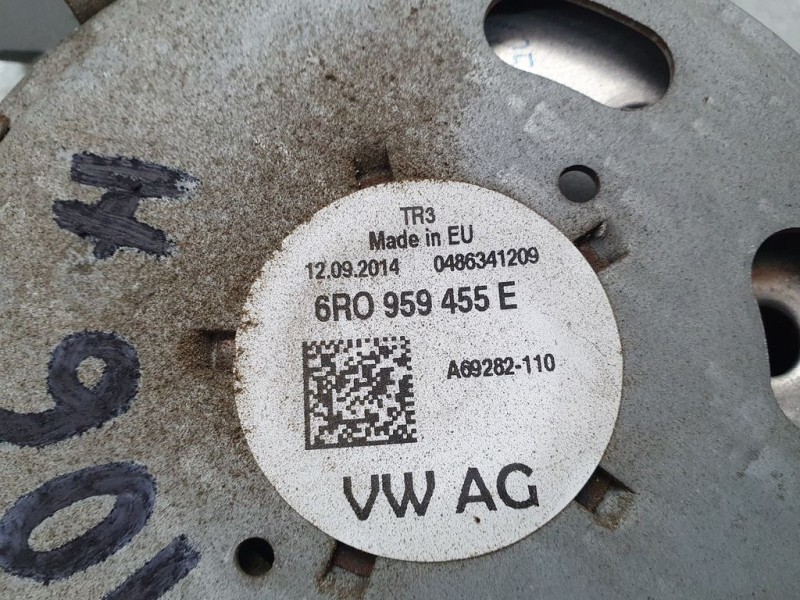 TR3
Made in EU
12.09.2014 0486341209
6R0 959 455 E
A69282-110
VW AG